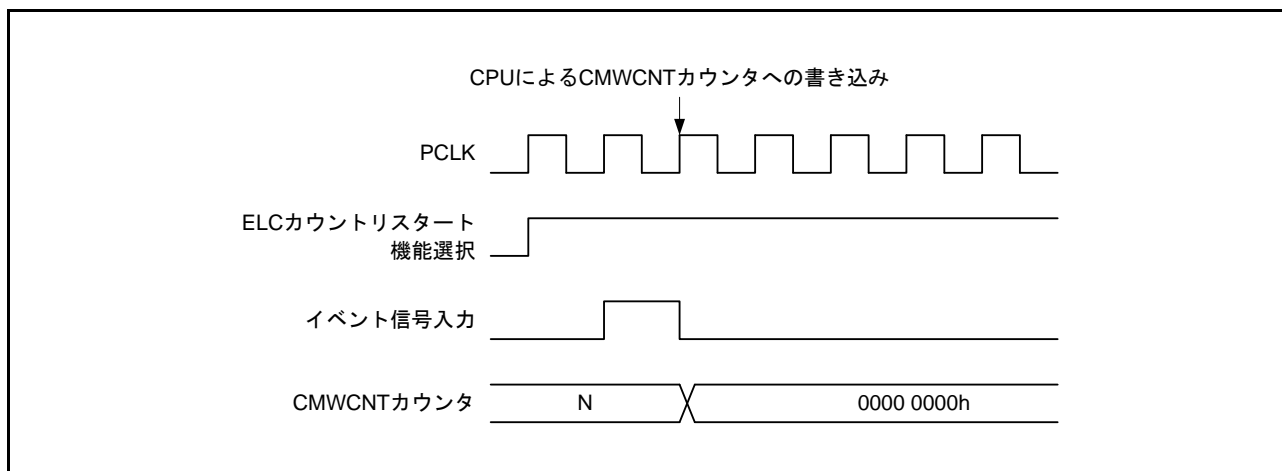 CPUによるCMWCNTカウンタへの書き込み
PCLK
ELCカウントリスタート
機能選択
イベント信号入力
CMWCNTカウンタ
N
0000 0000h